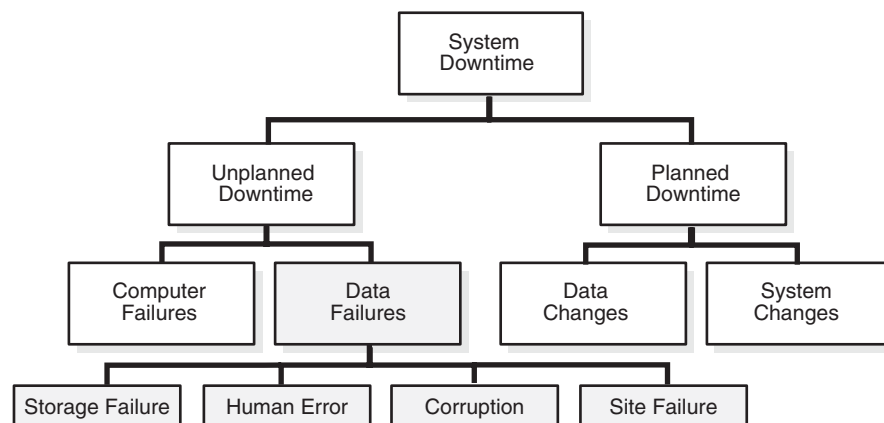 System
Downtime
Unplanned
Downtime
Planned
Downtime
Computer
Failures
Data
Failures
Data
Changes
System
Changes
Storage Failure
Human Error
Corruption
Site Failure